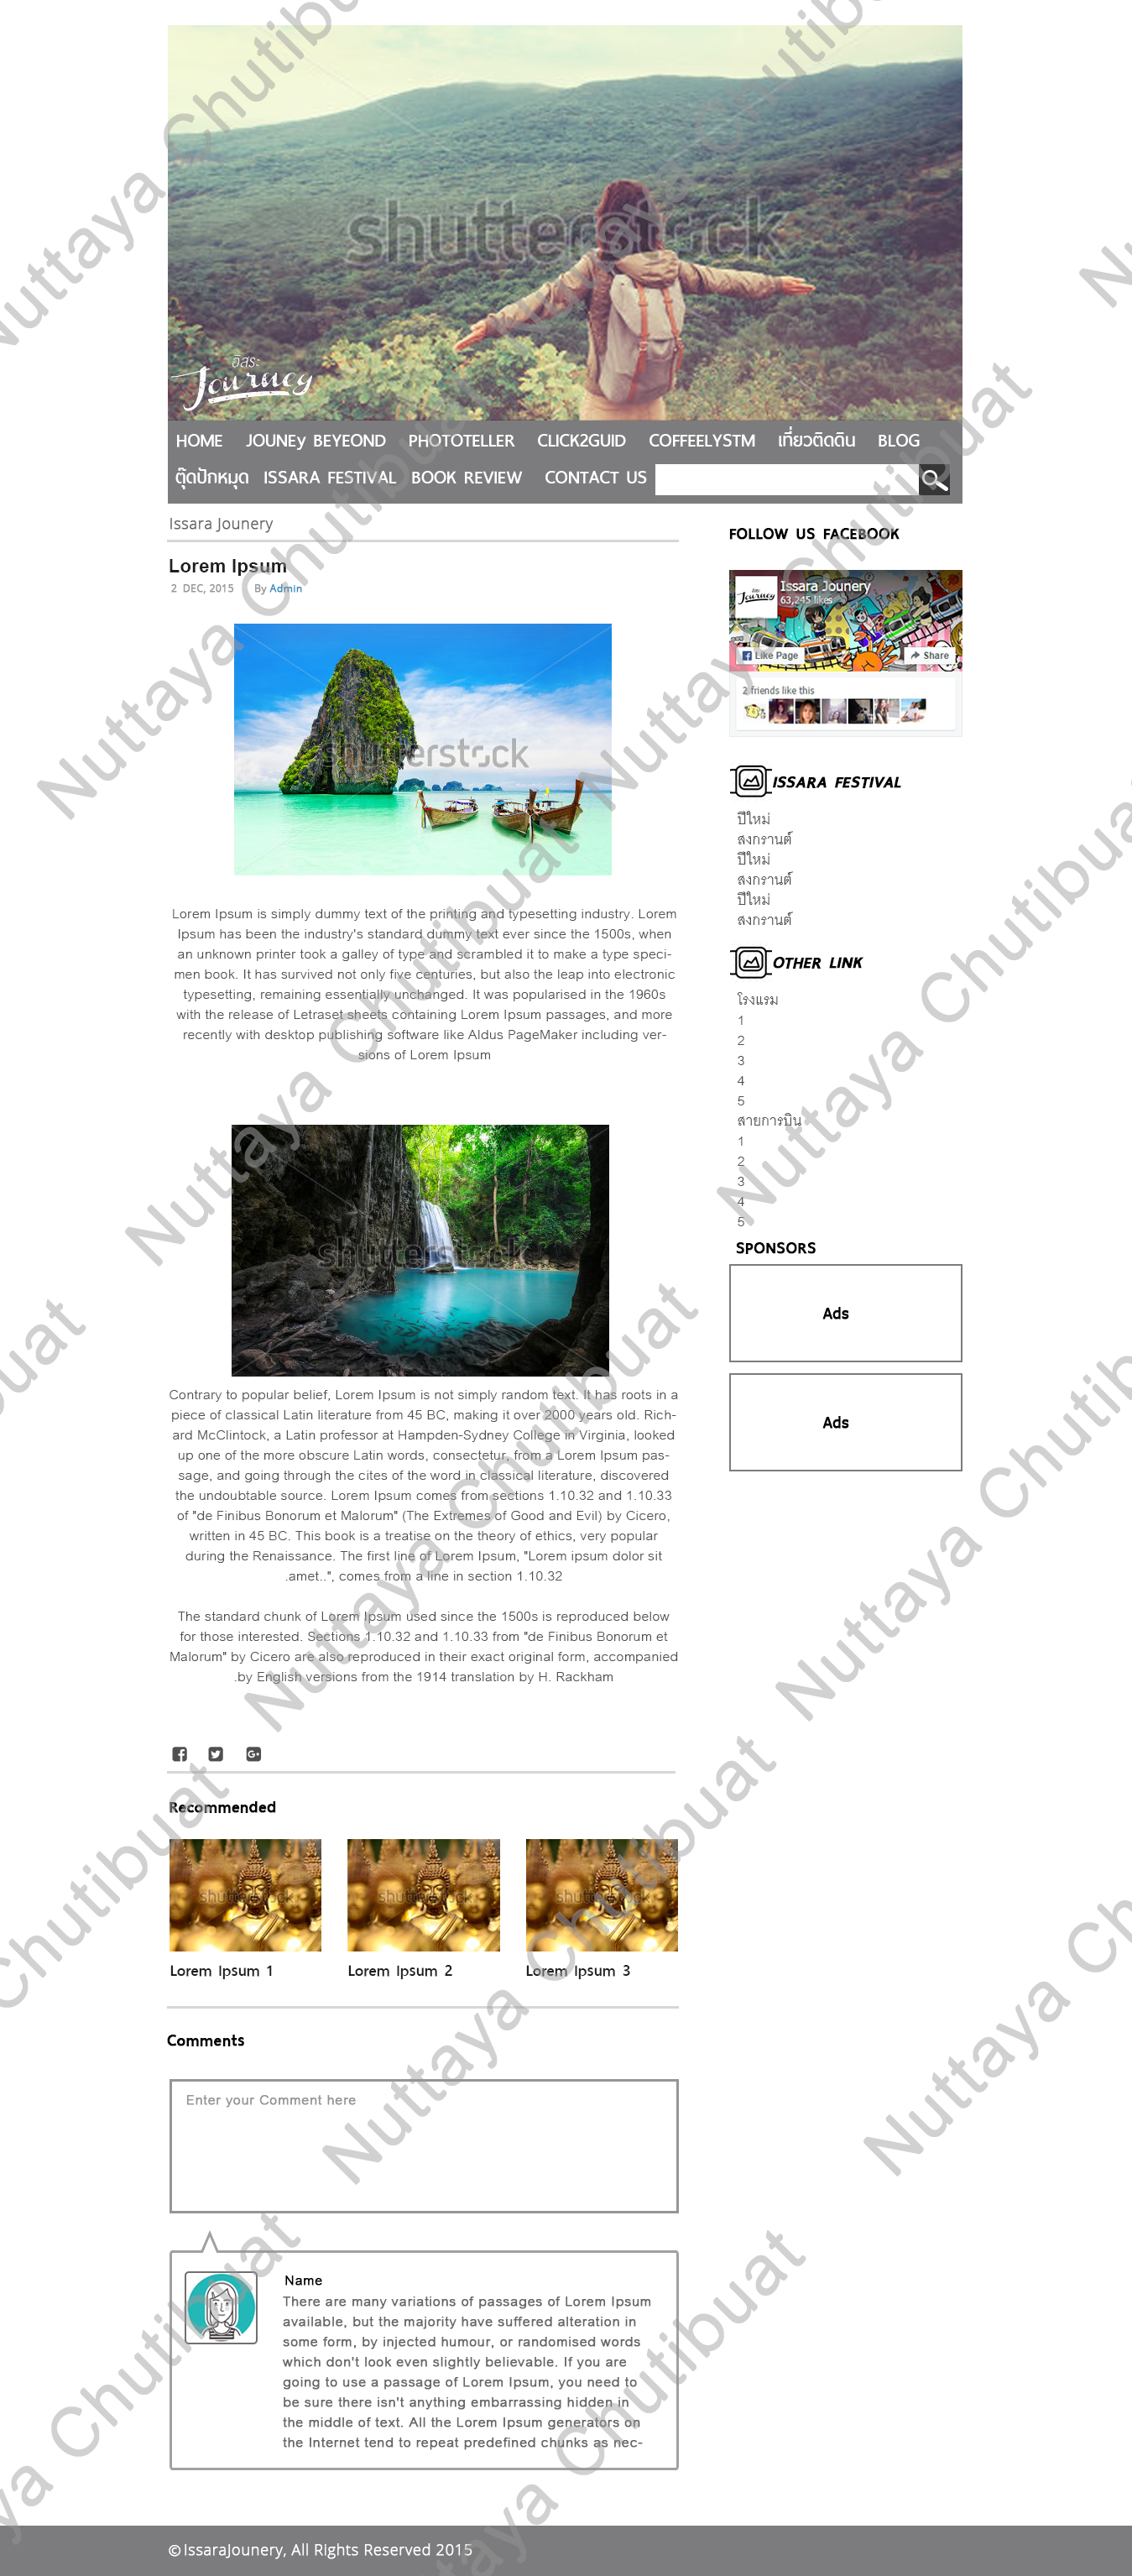 shutterstock
อิสระ
Journey
HOME JOUNEy BEYEOND PHOTOTELLER CLICK2GUID COFFEELYSTM เที่ยวติดดิน BLOG
ตุ๊ดปักหมุด ISSARA FESTIVAL BOOK REVIEW CONTACT US
Issara Jounery
Lorem Ipsum
2 DEC, 2015 By Admin
shutterstock
Lorem Ipsum is simply dummy text of the printing and typesetting industry. Lorem
Ipsum has been the industry's standard dummy text ever since the 1500s, when
an unknown printer took a galley of type and scrambled it to make a type speci-
men book. It has survived not only five centuries, but also the leap into electronic
typesetting, remaining essentially unchanged. It was popularised in the 1960s
with the release of Letraset sheets containing Lorem Ipsum passages, and more
recently with desktop publishing software like Aldus PageMaker including ver-
sions of Lorem Ipsum
shutterstock
Contrary to popular belief, Lorem Ipsum is not simply random text. It has roots in a
piece of classical Latin literature from 45 BC, making it over 2000 years old. Rich-
ard McClintock, a Latin professor at Hampden-Sydney College in Virginia, looked
up one of the more obscure Latin words, consectetur, from a Lorem Ipsum pas-
sage, and going through the cites of the word in classical literature, discovered
the undoubtable source. Lorem Ipsum comes from sections 1.10.32 and 1.10.33
of "de Finibus Bonorum et Malorum" (The Extremes of Good and Evil) by Cicero,
written in 45 BC. This book is a treatise on the theory of ethics, very popular
during the Renaissance. The first line of Lorem Ipsum, "Lorem ipsum dolor sit
.amet..", comes from a line in section 1.10.32
The standard chunk of Lorem Ipsum used since the 1500s is reproduced below
for those interested. Sections 1.10.32 and 1.10.33 from "de Finibus Bonorum et
Malorum" by Cicero are also reproduced in their exact original form, accompanied
.by English versions from the 1914 translation by H. Rackham
Recommended
shutterstock shutterstock shutterstock
Lorem Ipsum 1 Lorem Ipsum 2 Lorem Ipsum 3
Comments
Enter your Comment here
Name
There are many variations of passages of Lorem Ipsum
available, but the majority have suffered alteration in
some form, by injected humour, or randomised words
which don't look even slightly believable. If you are
going to use a passage of Lorem Ipsum, you need to
be sure there isn't anything embarrassing hidden in
the middle of text. All the Lorem Ipsum generators on
the Internet tend to repeat predefined chunks as nec-
FOLLOW US FACEBOOK
Journey
Issara Jounery
63,245 likes
Like Page Share
2 friends like this
ISSARA FESTIVAL
ปีใหม่
สงกรานต์
ปีใหม่
สงกรานต์
ปีใหม่
สงกรานต์
OTHER LINK
โรงแรม
1
2
3
4
5
สายการบิน
1
2
3
4
5
SPONSORS
Ads
Ads
© IssaraJounery, All Rights Reserved 2015
Nuttaya Chutibuat